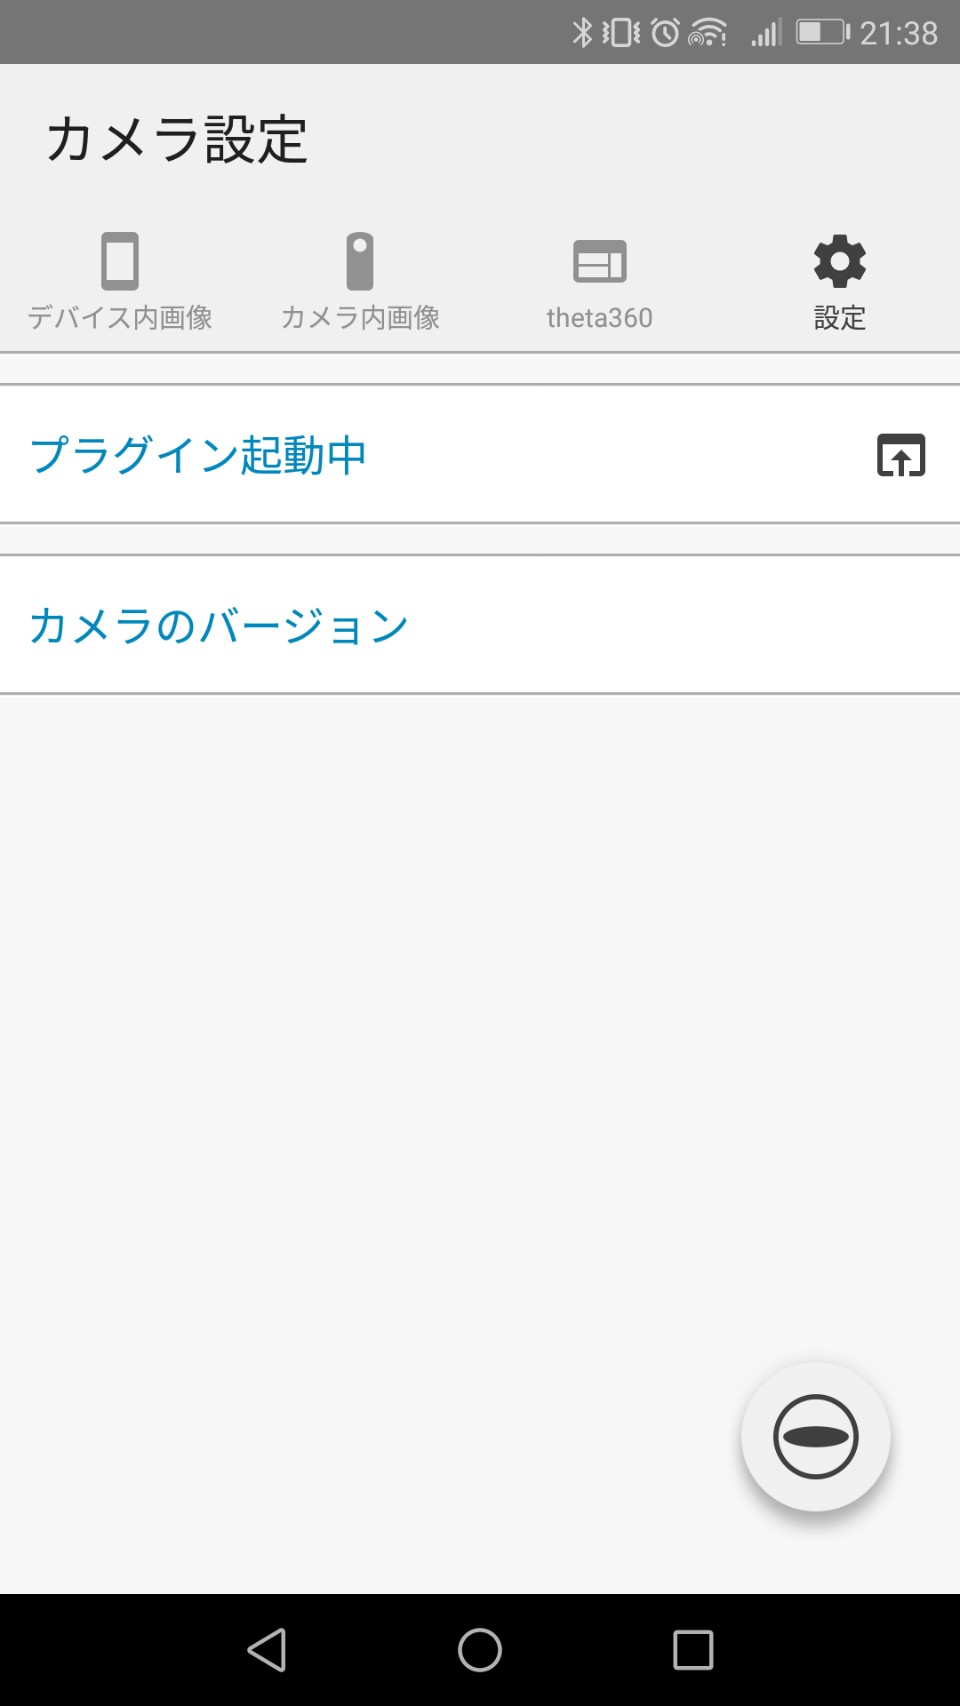 21:38
カメラ設定
デバイス内画像
カメラ内画像
theta360
設定
プラグイン起動中
カメラのバージョン